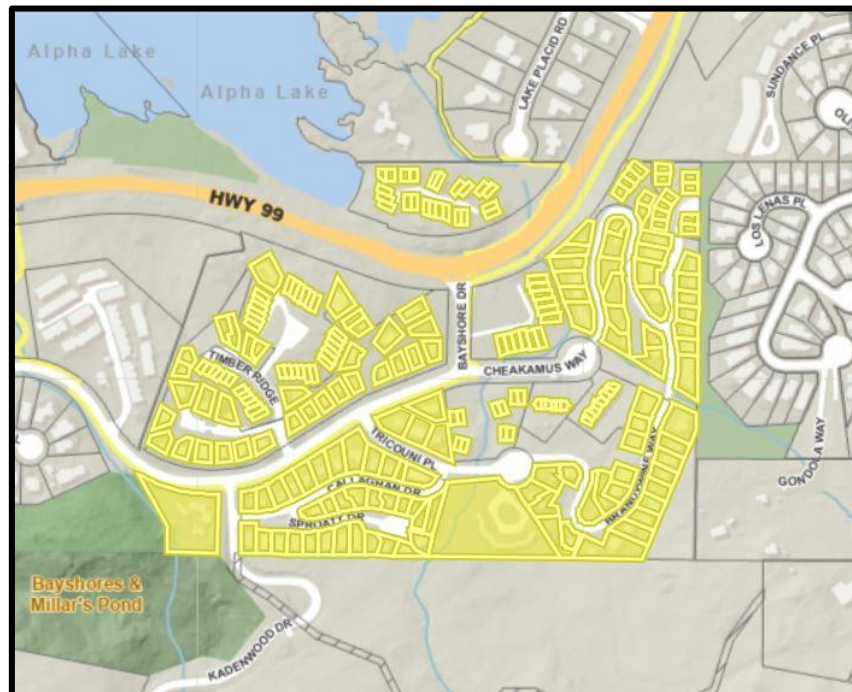 Alpha Lake
Alpha Lake
LAKE PLACID RD
SUNDANCE PL
HWY 99
LOS LENAS PL
BAYSHORE DR
TIMBER RIDGE
CHEAKAMUS WAY
TRICOUNI PL
BRANDYWINE WAY
GONDOLA WAY
CALLAGHAN DR
SPROATT DR
Bayshores &
Millar's Pond
KADENWOOD DR